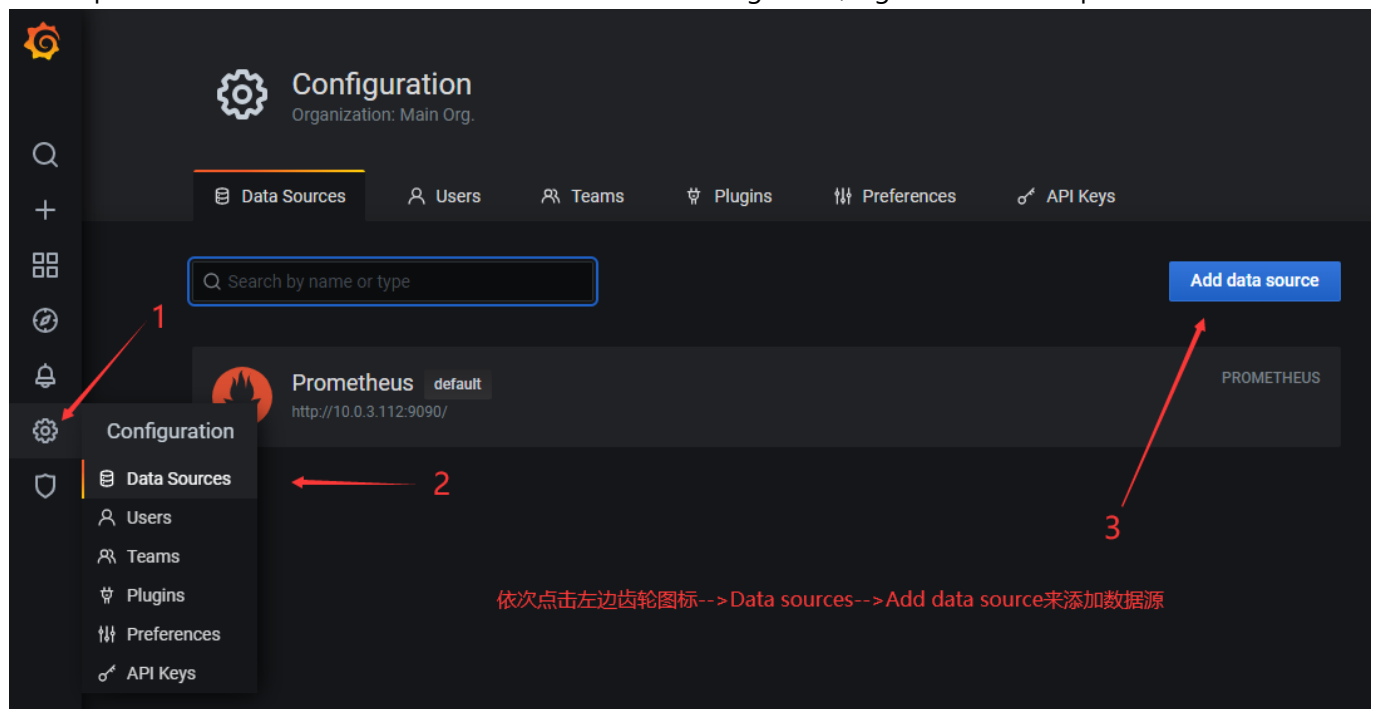 Configuration
Organization: Main Org.
Data Sources Users Teams Plugins Preferences API Keys
Search by name or type
Add data source
1
Prometheus default
PROMETHEUS
http://10.0.3.112:9090/
Configuration
Data Sources
2
Users
3
Teams
Plugins
依次点击左边齿轮图标-->Data sources-->Add data source来添加数据源
Preferences
API Keys